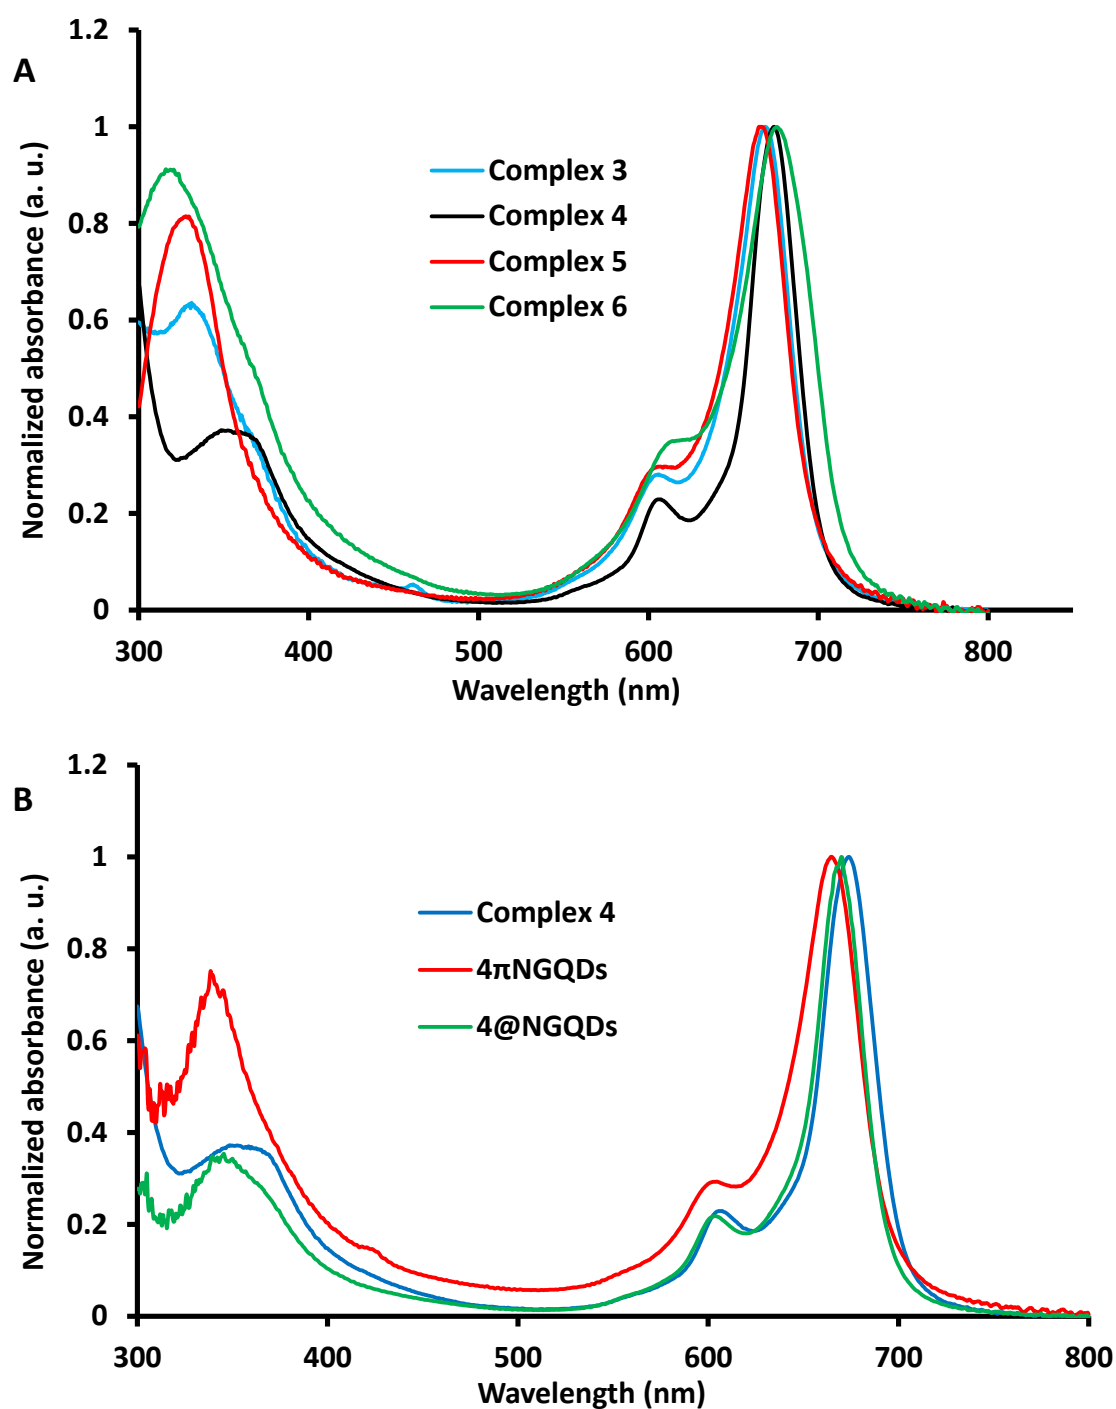 A
Normalized absorbance (a. u.)
1.2
1
0.8
0.6
0.4
0.2
0
Complex 3
Complex 4
Complex 5
Complex 6
300 400 500 600 700 800
Wavelength (nm)
B
Normalized absorbance (a. u.)
1.2
1
0.8
0.6
0.4
0.2
0
Complex 4
4πNGQDs
4@NGQDs
300 400 500 600 700 800
Wavelength (nm)